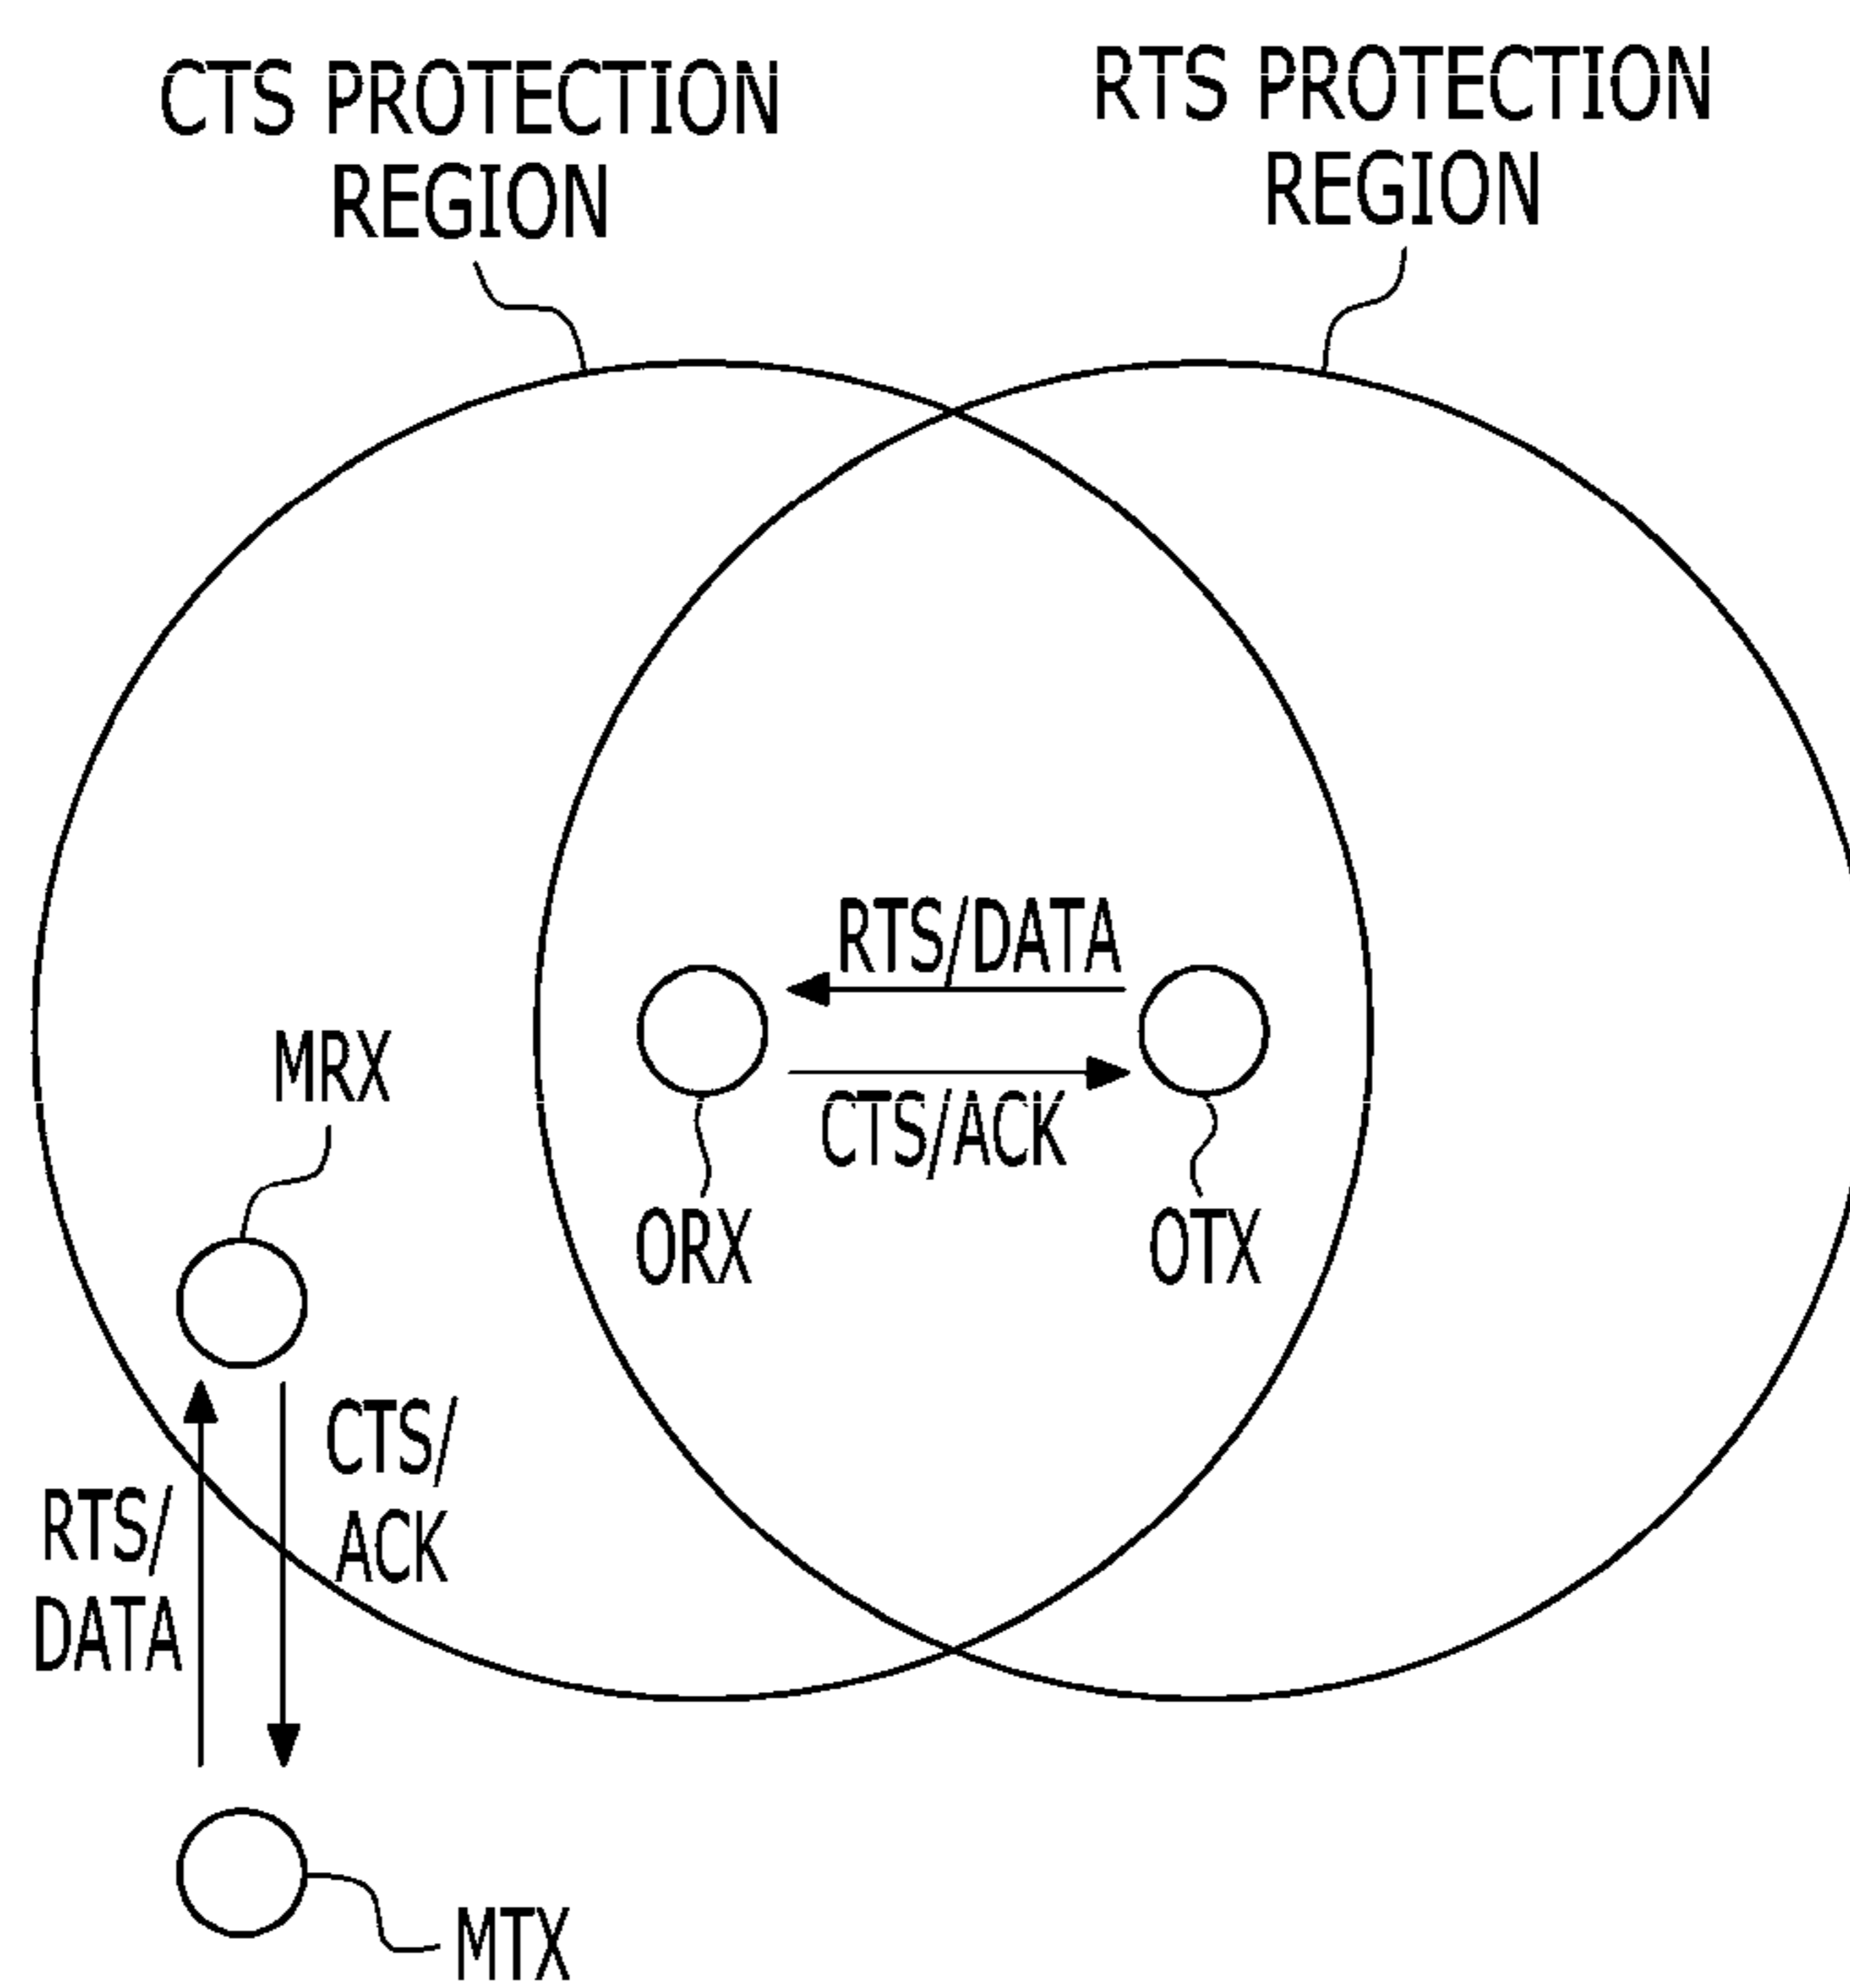 CTS PROTECTION
REGION
RTS PROTECTION
REGION
RTS/DATA
CTS/ACK
MRX
ORX
OTX
CTS/
ACK
RTS/
DATA
MTX